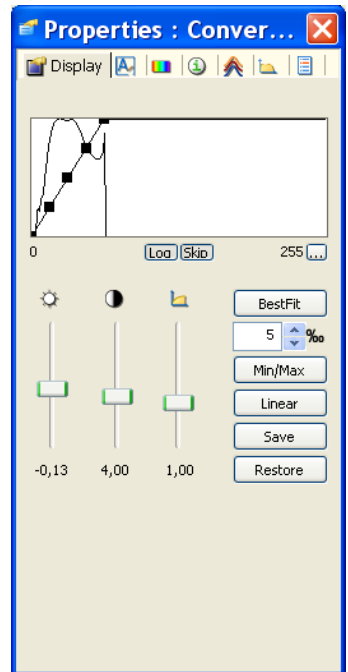 Properties : Conver...
Display
0 Log Skip 255 ...
BestFit
5 ‰
Min/Max
Linear
Save
-0,13 4,00 1,00 Restore